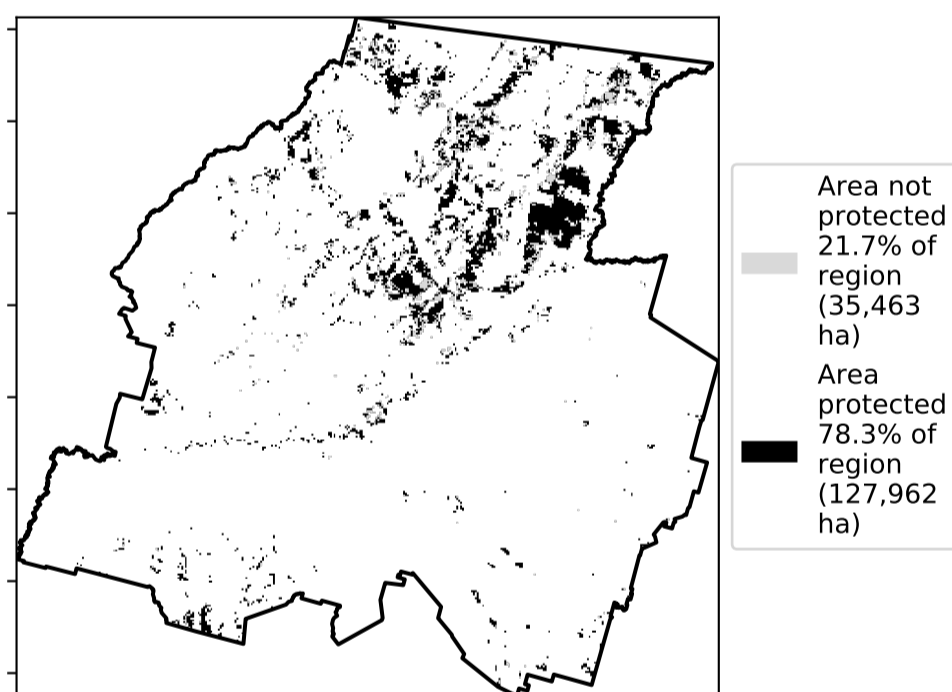 Area not
protected
21.7% of
region
(35,463
ha)
Area
protected
78.3% of
region
(127,962
ha)